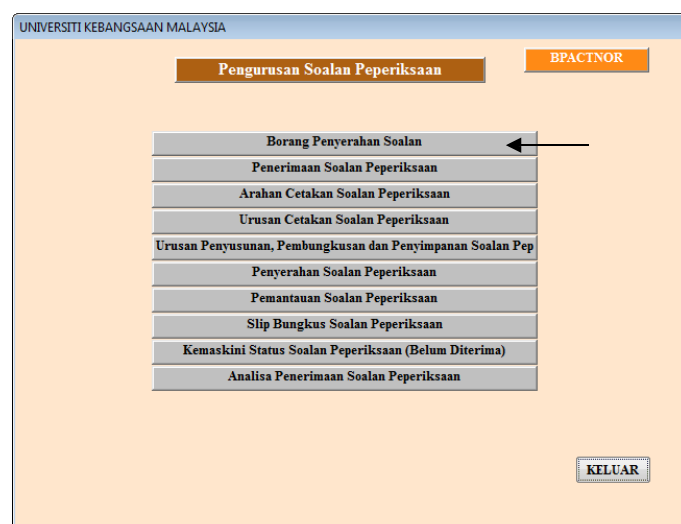 UNIVERSITI KEBANGSAAN MALAYSIA
Pengurusan Soalan Peperiksaan
BPACTNOR
Borang Penyerahan Soalan
Penerimaan Soalan Peperiksaan
Arahan Cetakan Soalan Peperiksaan
Urusan Cetakan Soalan Peperiksaan
Urusan Penyusunan, Pembungkusan dan Penyimpanan Soalan Pep
Penyerahan Soalan Peperiksaan
Pemantauan Soalan Peperiksaan
Slip Bungkus Soalan Peperiksaan
Kemaskini Status Soalan Peperiksaan (Belum Diterima)
Analisa Penerimaan Soalan Peperiksaan
KELUAR